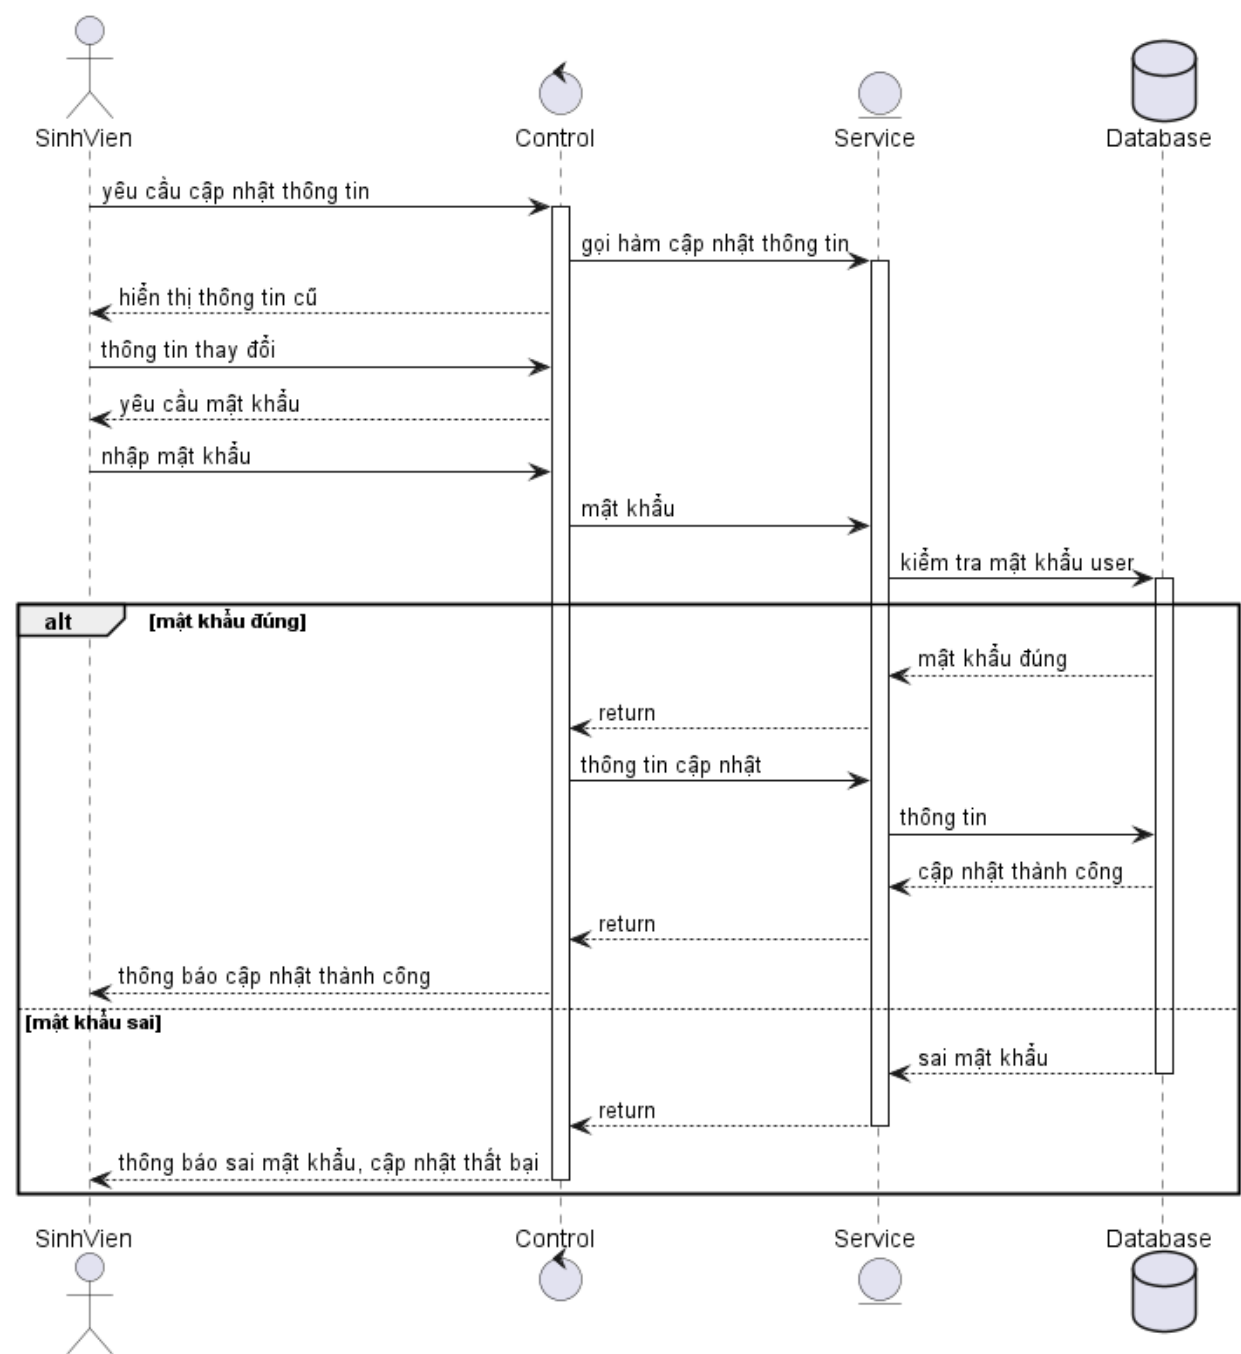 SinhVien
Control
Service
Database
yêu cầu cập nhật thông tin
gọi hàm cập nhật thông tin
hiển thị thông tin cũ
thông tin thay đổi
yêu cầu mật khẩu
nhập mật khẩu
mật khẩu
kiểm tra mật khẩu user
alt [mật khẩu đúng]
mật khẩu đúng
return
thông tin cập nhật
thông tin
cập nhật thành công
return
thông báo cập nhật thành công
[mật khẩu sai]
sai mật khẩu
return
thông báo sai mật khẩu, cập nhật thất bại
SinhVien
Control
Service
Database